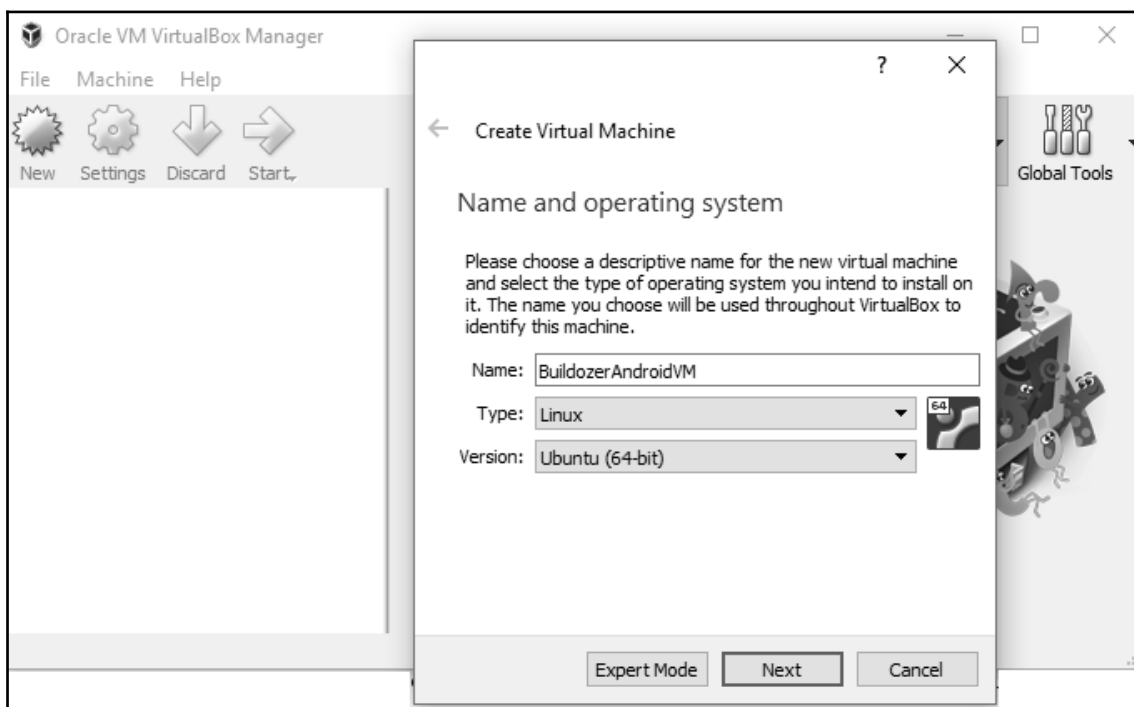 Oracle VM VirtualBox Manager
File Machine Help
New Settings Discard Start
Global Tools
?
Create Virtual Machine
Name and operating system
Please choose a descriptive name for the new virtual machine
and select the type of operating system you intend to install on
it. The name you choose will be used throughout VirtualBox to
identify this machine.
Name: BuildozerAndroidVM
Type: Linux
64
Version: Ubuntu (64-bit)
Expert Mode Next Cancel